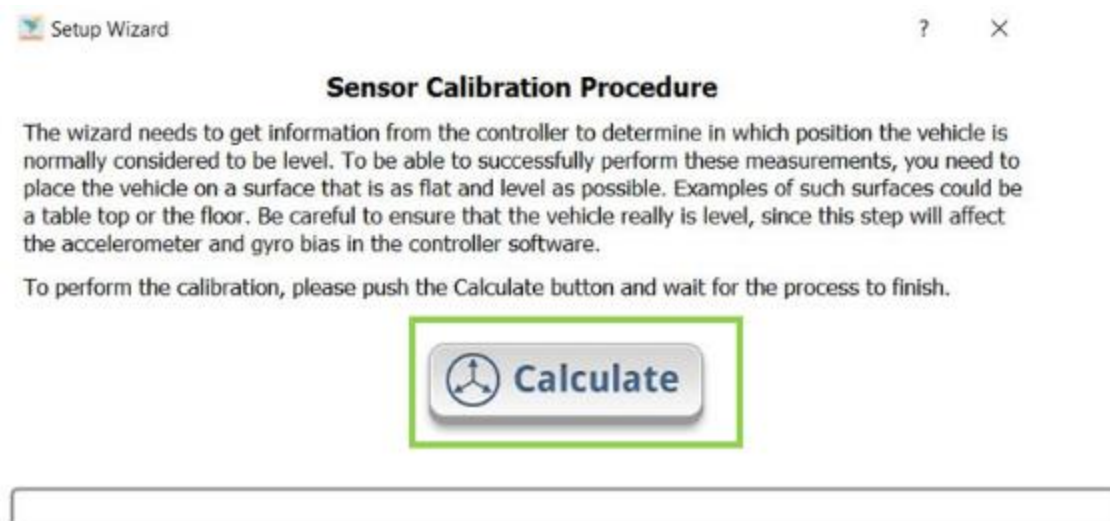 Setup Wizard ? ×
Sensor Calibration Procedure
The wizard needs to get information from the controller to determine in which position the vehicle is
normally considered to be level. To be able to successfully perform these measurements, you need to
place the vehicle on a surface that is as flat and level as possible. Examples of such surfaces could be
a table top or the floor. Be careful to ensure that the vehicle really is level, since this step will affect
the accelerometer and gyro bias in the controller software.
To perform the calibration, please push the Calculate button and wait for the process to finish.
Calculate